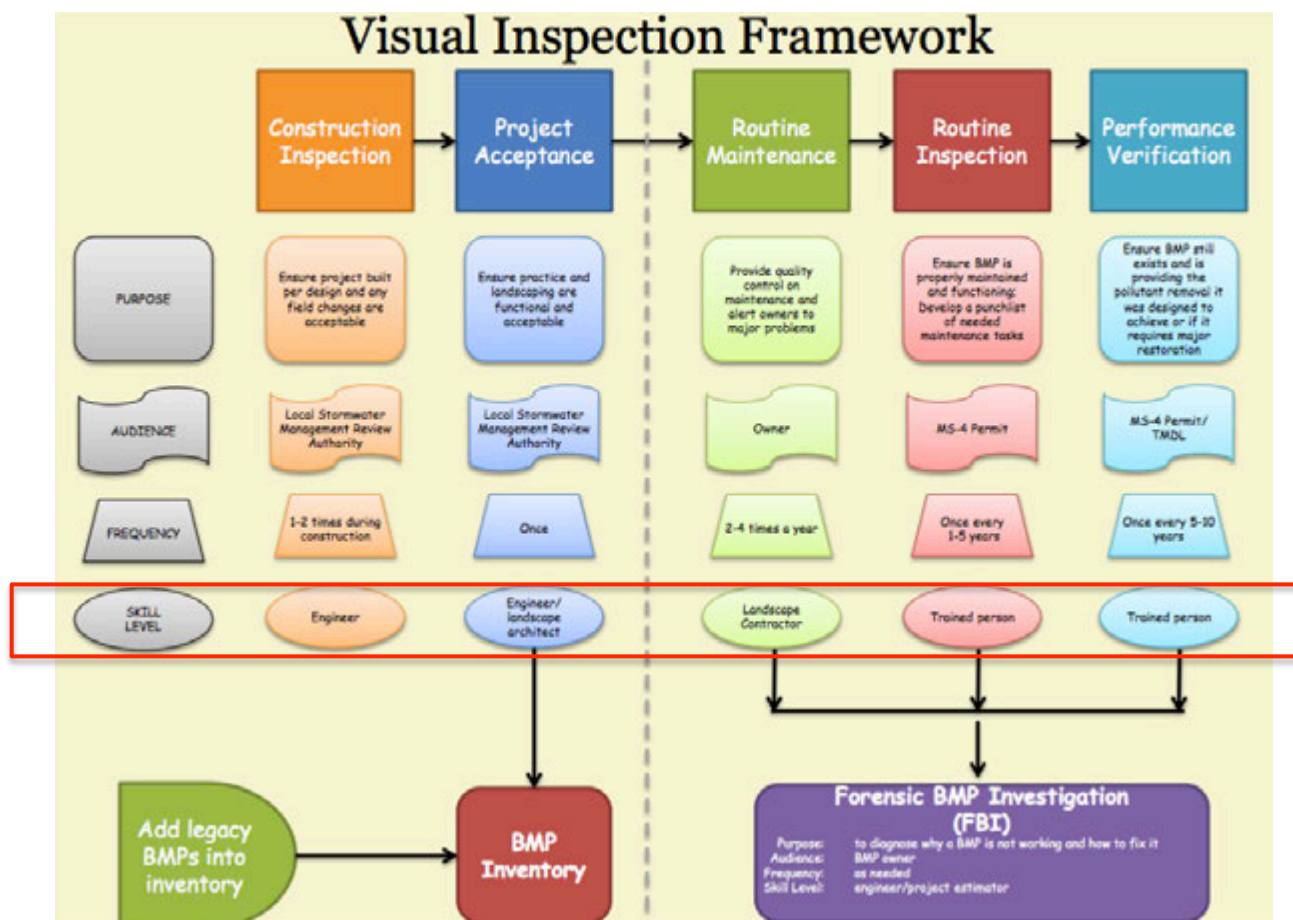 Visual Inspection Framework
Construction
Inspection
Project
Acceptance
Routine
Maintenance
Routine
Inspection
Performance
Verification
PURPOSE
Ensure project built
per design and any
field changes are
acceptable
Ensure practice and
landscaping are
functional and
acceptable
Provide quality
control on
maintenance and
alert owners to
major problems
Ensure BMP is
properly maintained
and functioning;
Develop a punchlist
of needed
maintenance tasks
Ensure BMP still
exists and is
providing the
pollutant removal it
was designed to
achieve or if it
requires major
restoration
AUDIENCE
Local Stormwater
Management Review
Authority
Local Stormwater
Management Review
Authority
Owner
MS-4 Permit
MS-4 Permit/
TMDL
FREQUENCY
1-2 times during
construction
Once
2-4 times a year
Once every
1-5 years
Once every 5-10
years
SKILL
LEVEL
Engineer
Engineer/
landscape
architect
Landscape
Contractor
Trained person
Trained person
Add legacy
BMPs into
inventory
BMP
Inventory
Forensic BMP Investigation
(FBI)
Purpose: to diagnose why a BMP is not working and how to fix it
Audience: BMP owner
Frequency: as needed
Skill Level: engineer/project estimator